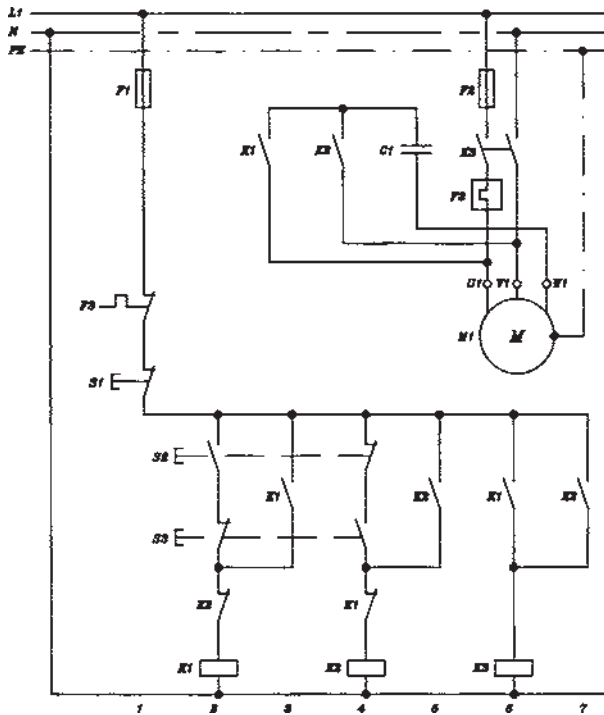 L1
N
PE
F1 F2
K1 K2 C1 K3
F3
U1 V1 W1
F3
M1 M
S1
S2
K1 K2 K1 K2
S3
K2 K1
K1 K2 K3
1 2 3 4 5 6 7